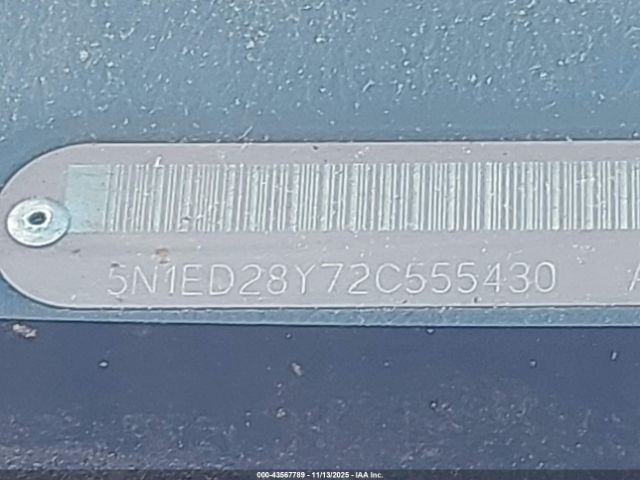 5N1ED28Y72C555430
000-43567789 - 11/13/2025 - IAA Inc.